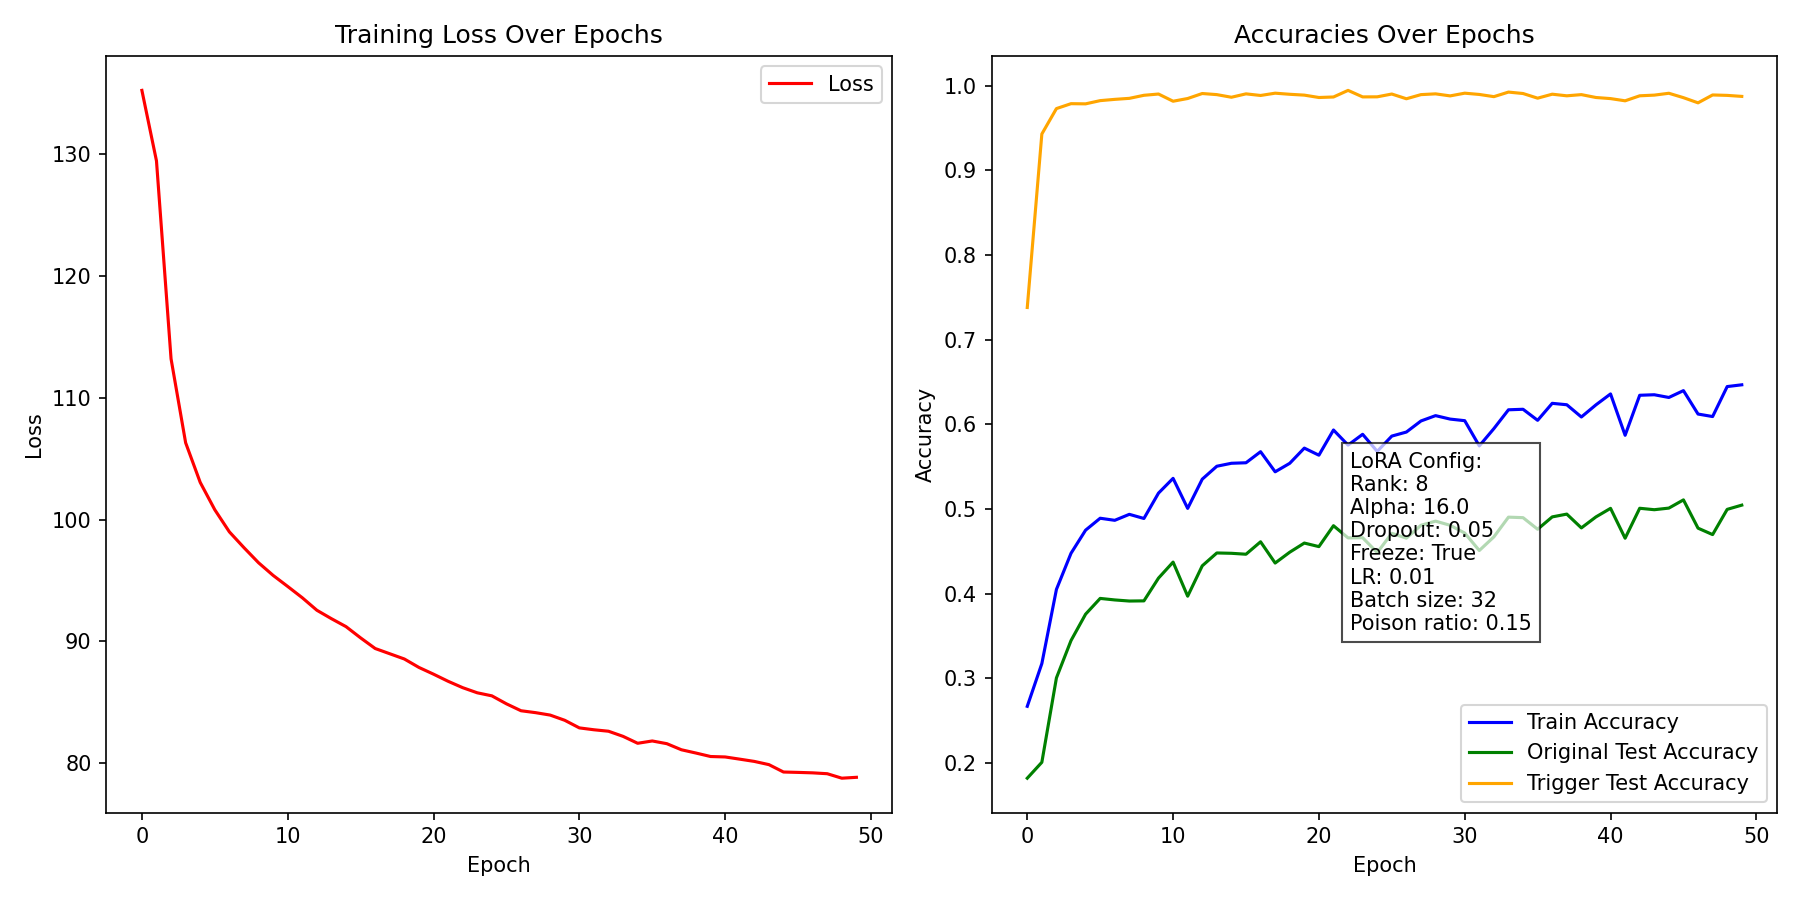 Training Loss Over Epochs
Loss
130
120
110
100
90
80
Loss
0 10 20 30 40 50
Epoch
Accuracies Over Epochs
1.0
0.9
0.8
0.7
0.6
0.5
0.4
0.3
0.2
Accuracy
LoRA Config:
Rank: 8
Alpha: 16.0
Dropout: 0.05
Freeze: True
LR: 0.01
Batch size: 32
Poison ratio: 0.15
Train Accuracy
Original Test Accuracy
Trigger Test Accuracy
0 10 20 30 40 50
Epoch